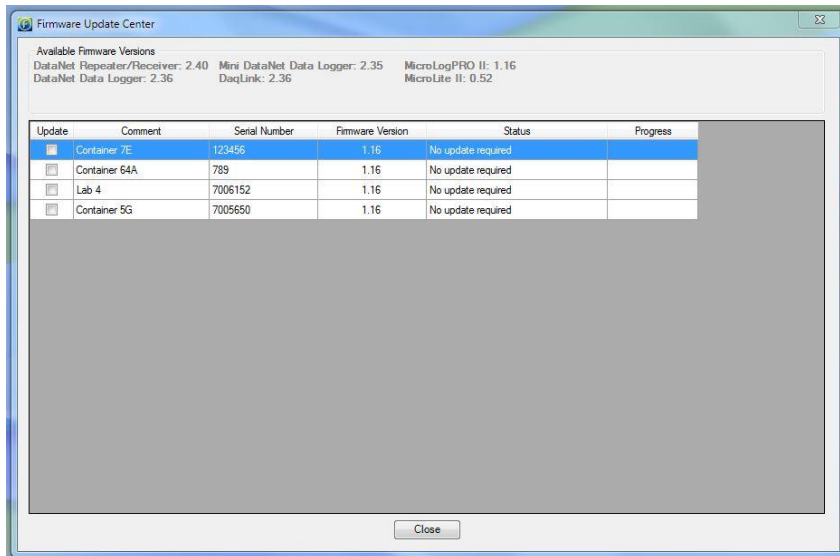 Firmware Update Center
Available Firmware Versions
DataNet Repeater/Receiver: 2.40 Mini DataNet Data Logger: 2.35 MicroLogPRO II: 1.16
DataNet Data Logger: 2.36 DaqLink: 2.36 MicroLite II: 0.52
Update Comment Serial Number Firmware Version Status Progress
Container 7E 123456 1.16 No update required
Container 64A 789 1.16 No update required
Lab 4 7006152 1.16 No update required
Container 5G 7005650 1.16 No update required
Close